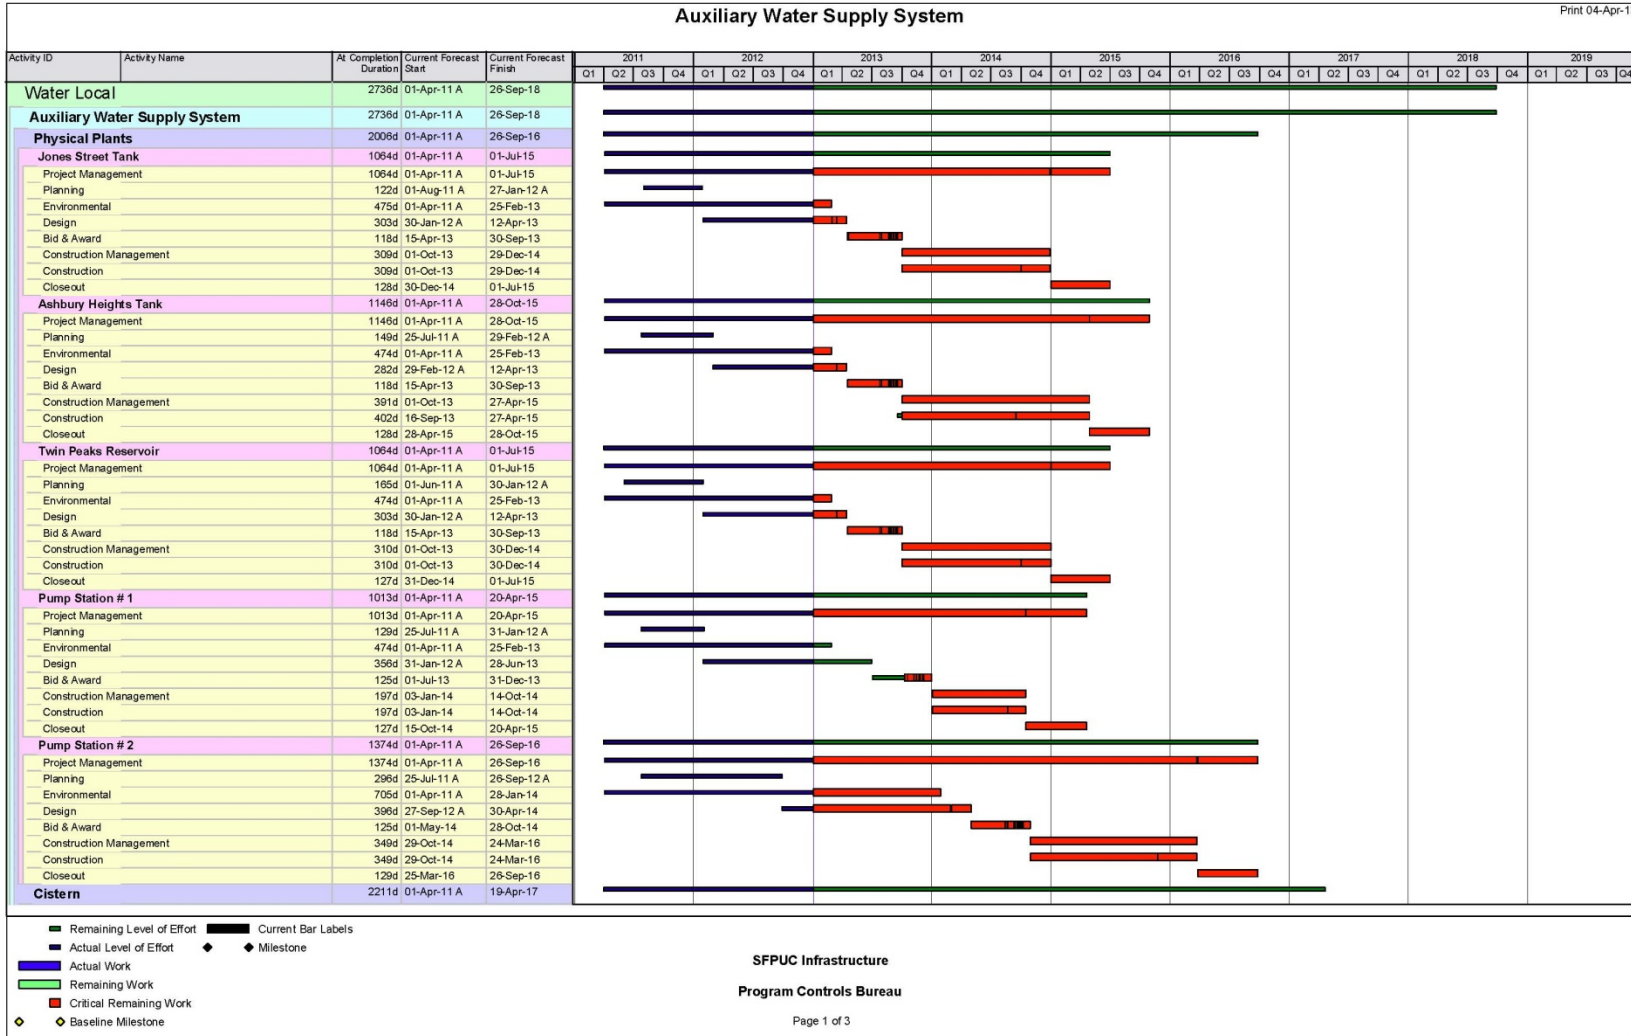 Auxiliary Water Supply System
Print 04-Apr-1
Activity ID Activity Name At Completion Duration Current Forecast Start Current Forecast Finish 2011 2012 2013 2014 2015 2016 2017 2018 2019
Q1 Q2 Q3 Q4 Q1 Q2 Q3 Q4 Q1 Q2 Q3 Q4 Q1 Q2 Q3 Q4 Q1 Q2 Q3 Q4 Q1 Q2 Q3 Q4 Q1 Q2 Q3 Q4 Q1 Q2 Q3 Q4 Q1 Q2 Q3 Q4
Water Local 2736d 01-Apr-11 A 26-Sep-18
Auxiliary Water Supply System 2736d 01-Apr-11 A 26-Sep-18
Physical Plants 2006d 01-Apr-11 A 26-Sep-16
Jones Street Tank 1064d 01-Apr-11 A 01-Jul-15
Project Management 1064d 01-Apr-11 A 01-Jul-15
Planning 122d 01-Aug-11 A 27-Jan-12 A
Environmental 475d 01-Apr-11 A 25-Feb-13
Design 303d 30-Jan-12 A 12-Apr-13
Bid & Award 118d 15-Apr-13 30-Sep-13
Construction Management 309d 01-Oct-13 29-Dec-14
Construction 309d 01-Oct-13 29-Dec-14
Closeout 128d 30-Dec-14 01-Jul-15
Ashbury Heights Tank 1146d 01-Apr-11 A 28-Oct-15
Project Management 1146d 01-Apr-11 A 28-Oct-15
Planning 149d 25-Jul-11 A 29-Feb-12 A
Environmental 474d 01-Apr-11 A 25-Feb-13
Design 282d 29-Feb-12 A 12-Apr-13
Bid & Award 118d 15-Apr-13 30-Sep-13
Construction Management 391d 01-Oct-13 27-Apr-15
Construction 402d 16-Sep-13 27-Apr-15
Closeout 128d 28-Apr-15 28-Oct-15
Twin Peaks Reservoir 1064d 01-Apr-11 A 01-Jul-15
Project Management 1064d 01-Apr-11 A 01-Jul-15
Planning 165d 01-Jun-11 A 30-Jan-12 A
Environmental 474d 01-Apr-11 A 25-Feb-13
Design 303d 30-Jan-12 A 12-Apr-13
Bid & Award 118d 15-Apr-13 30-Sep-13
Construction Management 310d 01-Oct-13 30-Dec-14
Construction 310d 01-Oct-13 30-Dec-14
Closeout 127d 31-Dec-14 01-Jul-15
Pump Station # 1 1013d 01-Apr-11 A 20-Apr-15
Project Management 1013d 01-Apr-11 A 20-Apr-15
Planning 129d 25-Jul-11 A 31-Jan-12 A
Environmental 474d 01-Apr-11 A 25-Feb-13
Design 356d 31-Jan-12 A 28-Jun-13
Bid & Award 125d 01-Jul-13 31-Dec-13
Construction Management 197d 03-Jan-14 14-Oct-14
Construction 197d 03-Jan-14 14-Oct-14
Closeout 127d 15-Oct-14 20-Apr-15
Pump Station # 2 1374d 01-Apr-11 A 26-Sep-16
Project Management 1374d 01-Apr-11 A 26-Sep-16
Planning 296d 25-Jul-11 A 26-Sep-12 A
Environmental 705d 01-Apr-11 A 28-Jan-14
Design 396d 27-Sep-12 A 30-Apr-14
Bid & Award 125d 01-May-14 28-Oct-14
Construction Management 349d 29-Oct-14 24-Mar-16
Construction 349d 29-Oct-14 24-Mar-16
Closeout 129d 25-Mar-16 26-Sep-16
Cistern 2211d 01-Apr-11 A 19-Apr-17
Remaining Level of Effort Current Bar Labels
Actual Level of Effort Milestone
Actual Work
Remaining Work
Critical Remaining Work
Baseline Milestone
SFPUC Infrastructure
Program Controls Bureau
Page 1 of 3